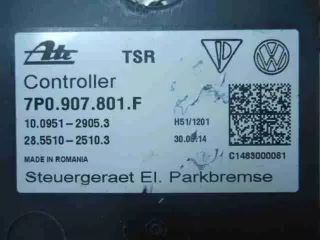 Ate TSR
Controller
7P0.907.801.F
10.0951-2905.3 H51/1201
28.5510-2510.3 30.06.14
MADE IN ROMANIA C1483000081
Steuergeraet El. Parkbremse